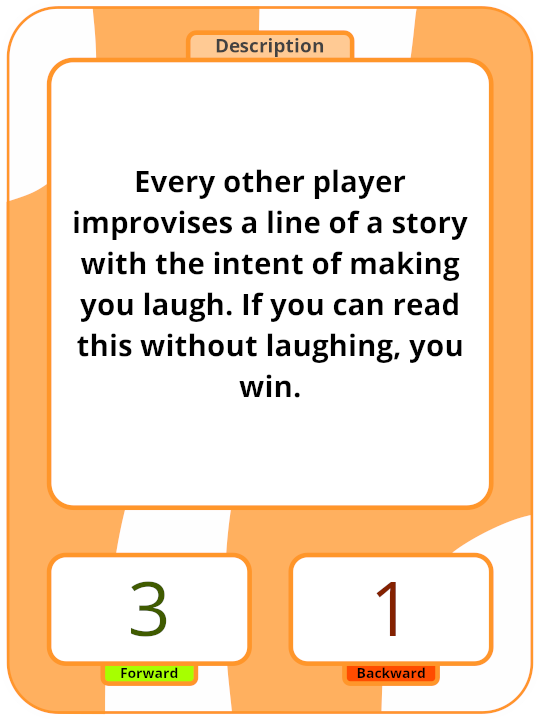 Description
Every other player
improvises a line of a story
with the intent of making
you laugh. If you can read
this without laughing, you
win.
3
1
Forward
Backward